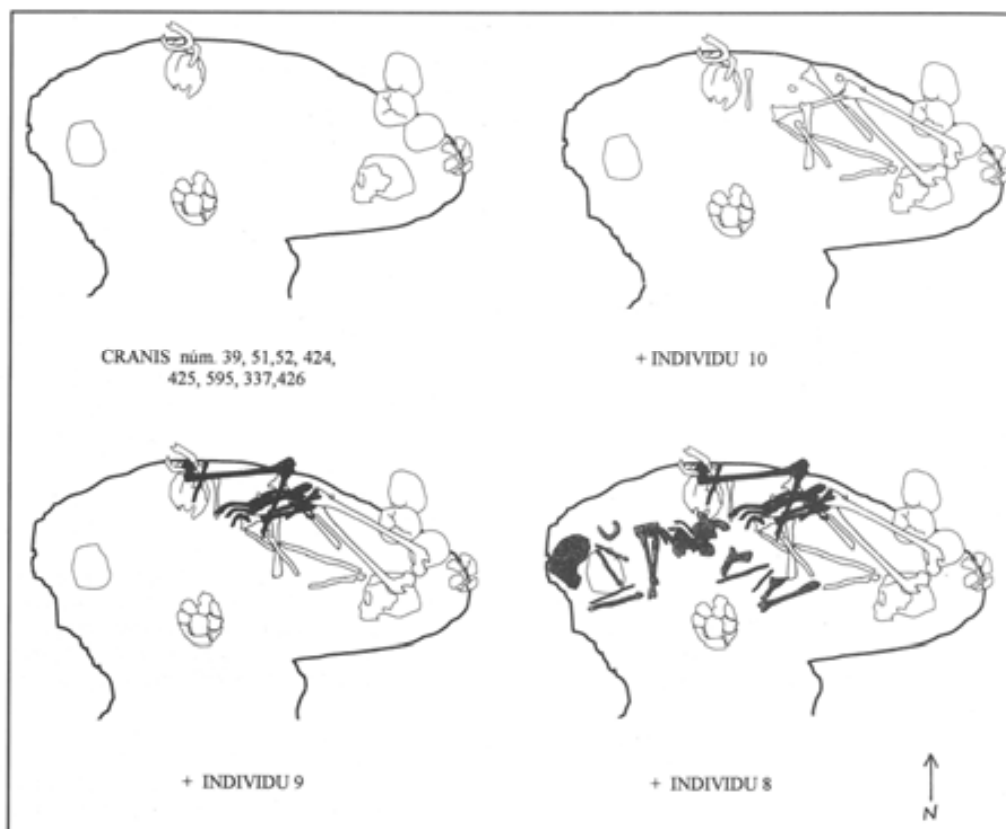 CRANIS núm. 39, 51,52, 424,
425, 595, 337,426
+ INDIVIDU 10
+ INDIVIDU 9
+ INDIVIDU 8
N